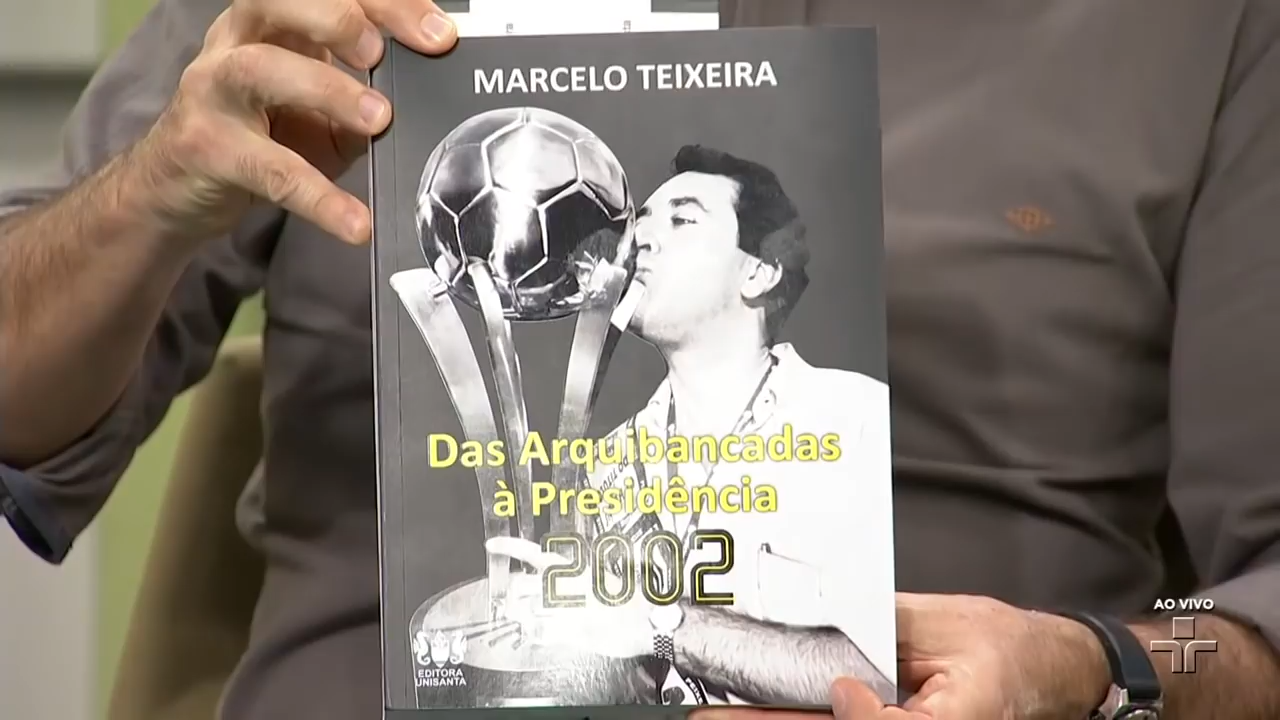 MARCELO TEIXEIRA
Das Arquibancadas
à Presidência
2002
EDITORA
UNISANTA
AO VIVO